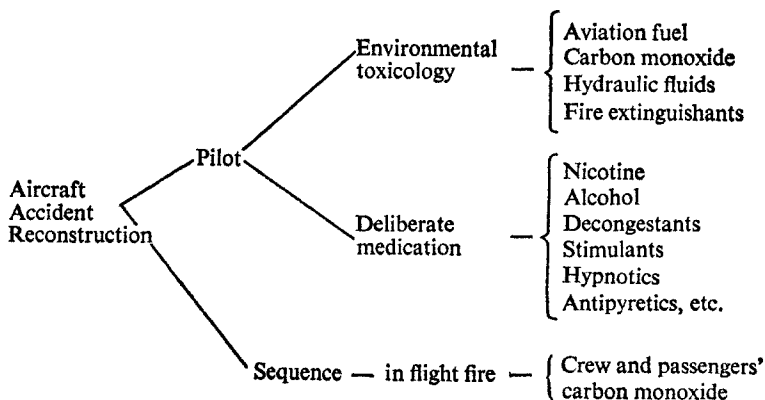 Environmental
toxicology
Aviation fuel
Carbon monoxide
Hydraulic fluids
Fire extinguishants
Pilot
Aircraft
Accident
Reconstruction
Deliberate
medication
Nicotine
Alcohol
Decongestants
Stimulants
Hypnotics
Antipyretics, etc.
Sequence — in flight fire —
Crew and passengers'
carbon monoxide